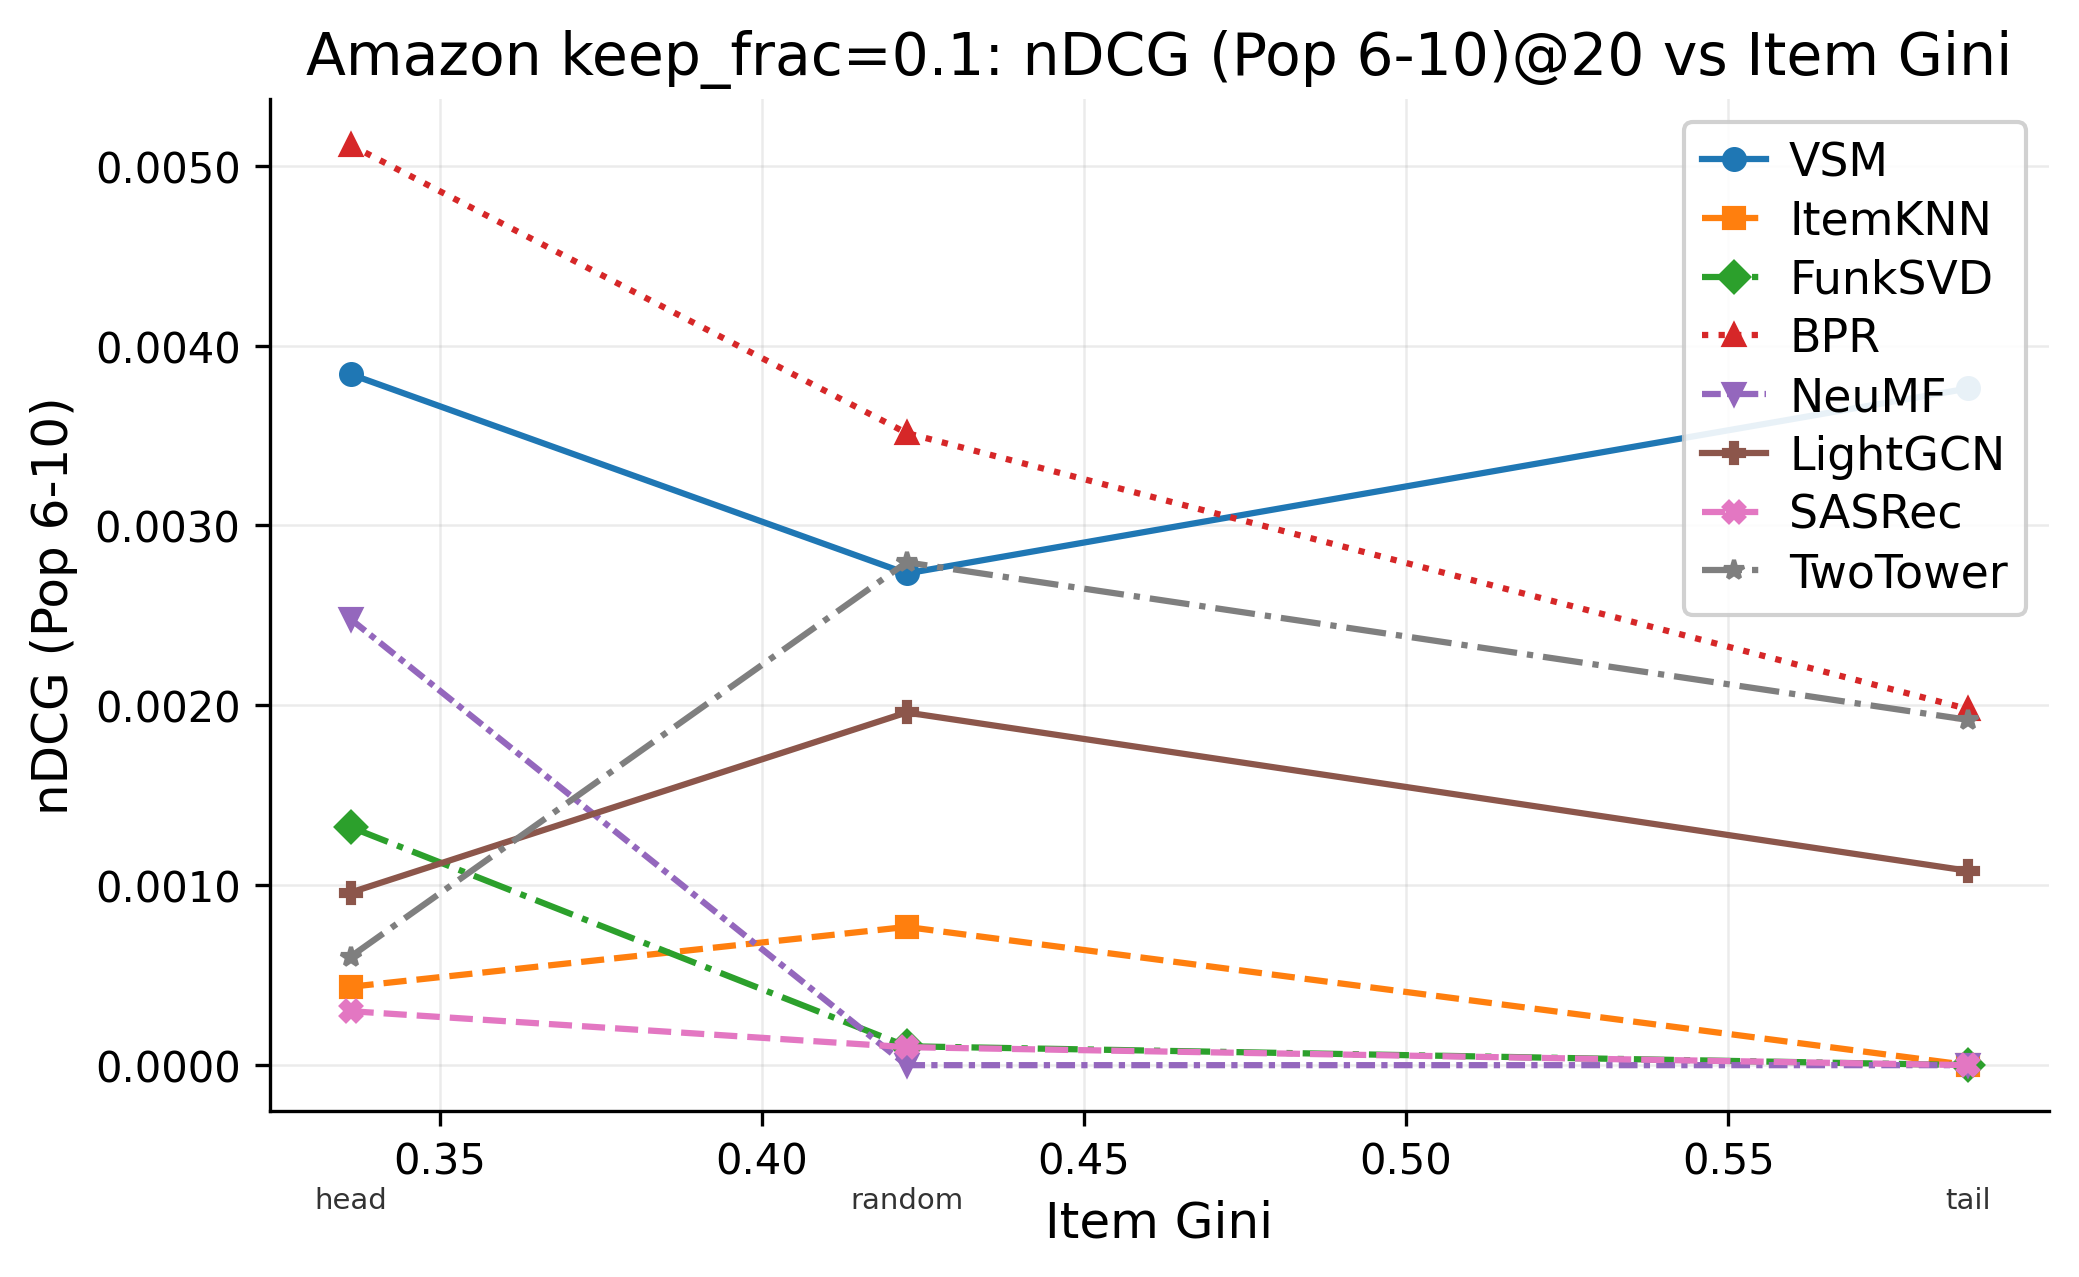 Amazon keep_frac=0.1: nDCG (Pop 6-10)@20 vs Item Gini
nDCG (Pop 6-10)
0.0050
0.0040
0.0030
0.0020
0.0010
0.0000
VSM
ItemKNN
FunkSVD
BPR
NeuMF
LightGCN
SASRec
TwoTower
0.35 0.40 0.45 0.50 0.55
head random tail
Item Gini